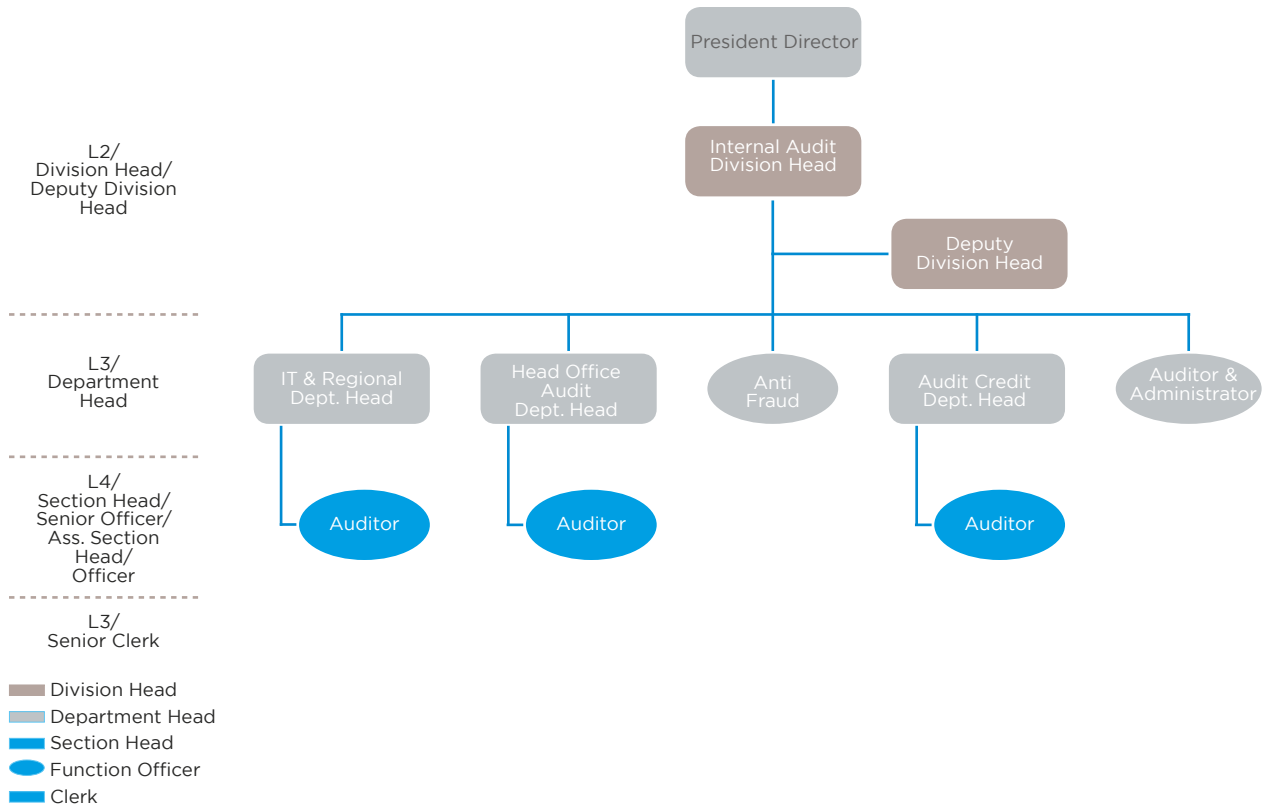 President Director
L2/
Division Head/
Deputy Division
Head
Internal Audit
Division Head
Deputy
Division Head
L3/
Department
Head
IT & Regional
Dept. Head
Head Office
Audit
Dept. Head
Anti
Fraud
Audit Credit
Dept. Head
Auditor &
Administrator
L4/
Section Head/
Senior Officer/
Ass. Section
Head/
Officer
Auditor
Auditor
Auditor
L3/
Senior Clerk
Division Head
Department Head
Section Head
Function Officer
Clerk